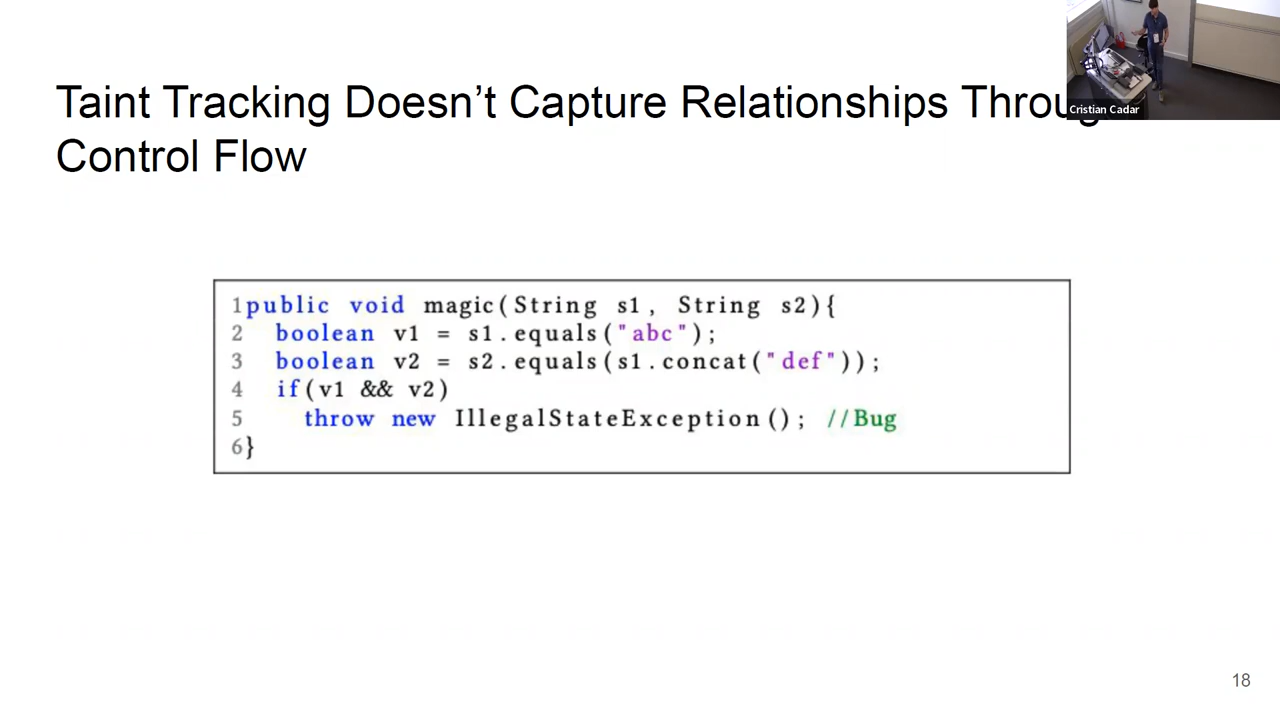 Taint Tracking Doesn't Capture Relationships Throug
Control Flow
Cristian Cadar
1public void magic(String s1, String s2){
2 boolean v1 = s1.equals("abc");
3 boolean v2 = s2.equals(s1.concat("def"));
4 if(v1 && v2)
5 throw new IllegalStateException(); //Bug
6}
18